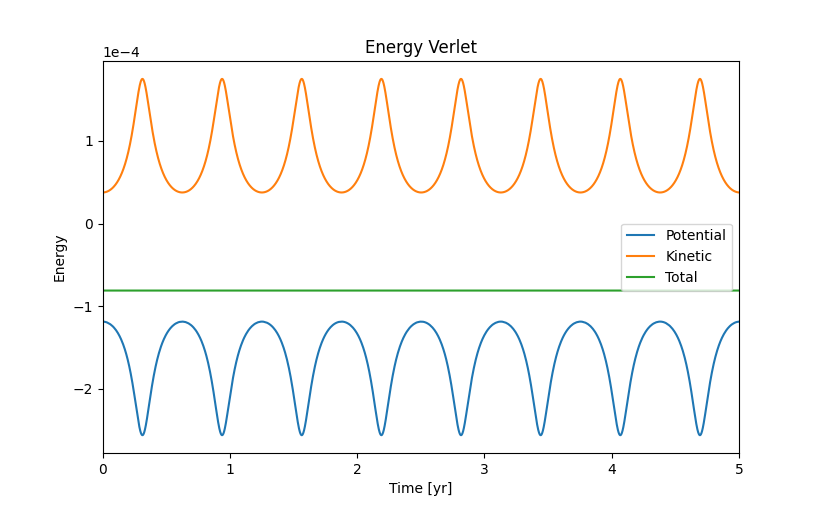 Energy Verlet
1e−4
1
0
−1
−2
Energy
Potential
Kinetic
Total
0 1 2 3 4 5
Time [yr]